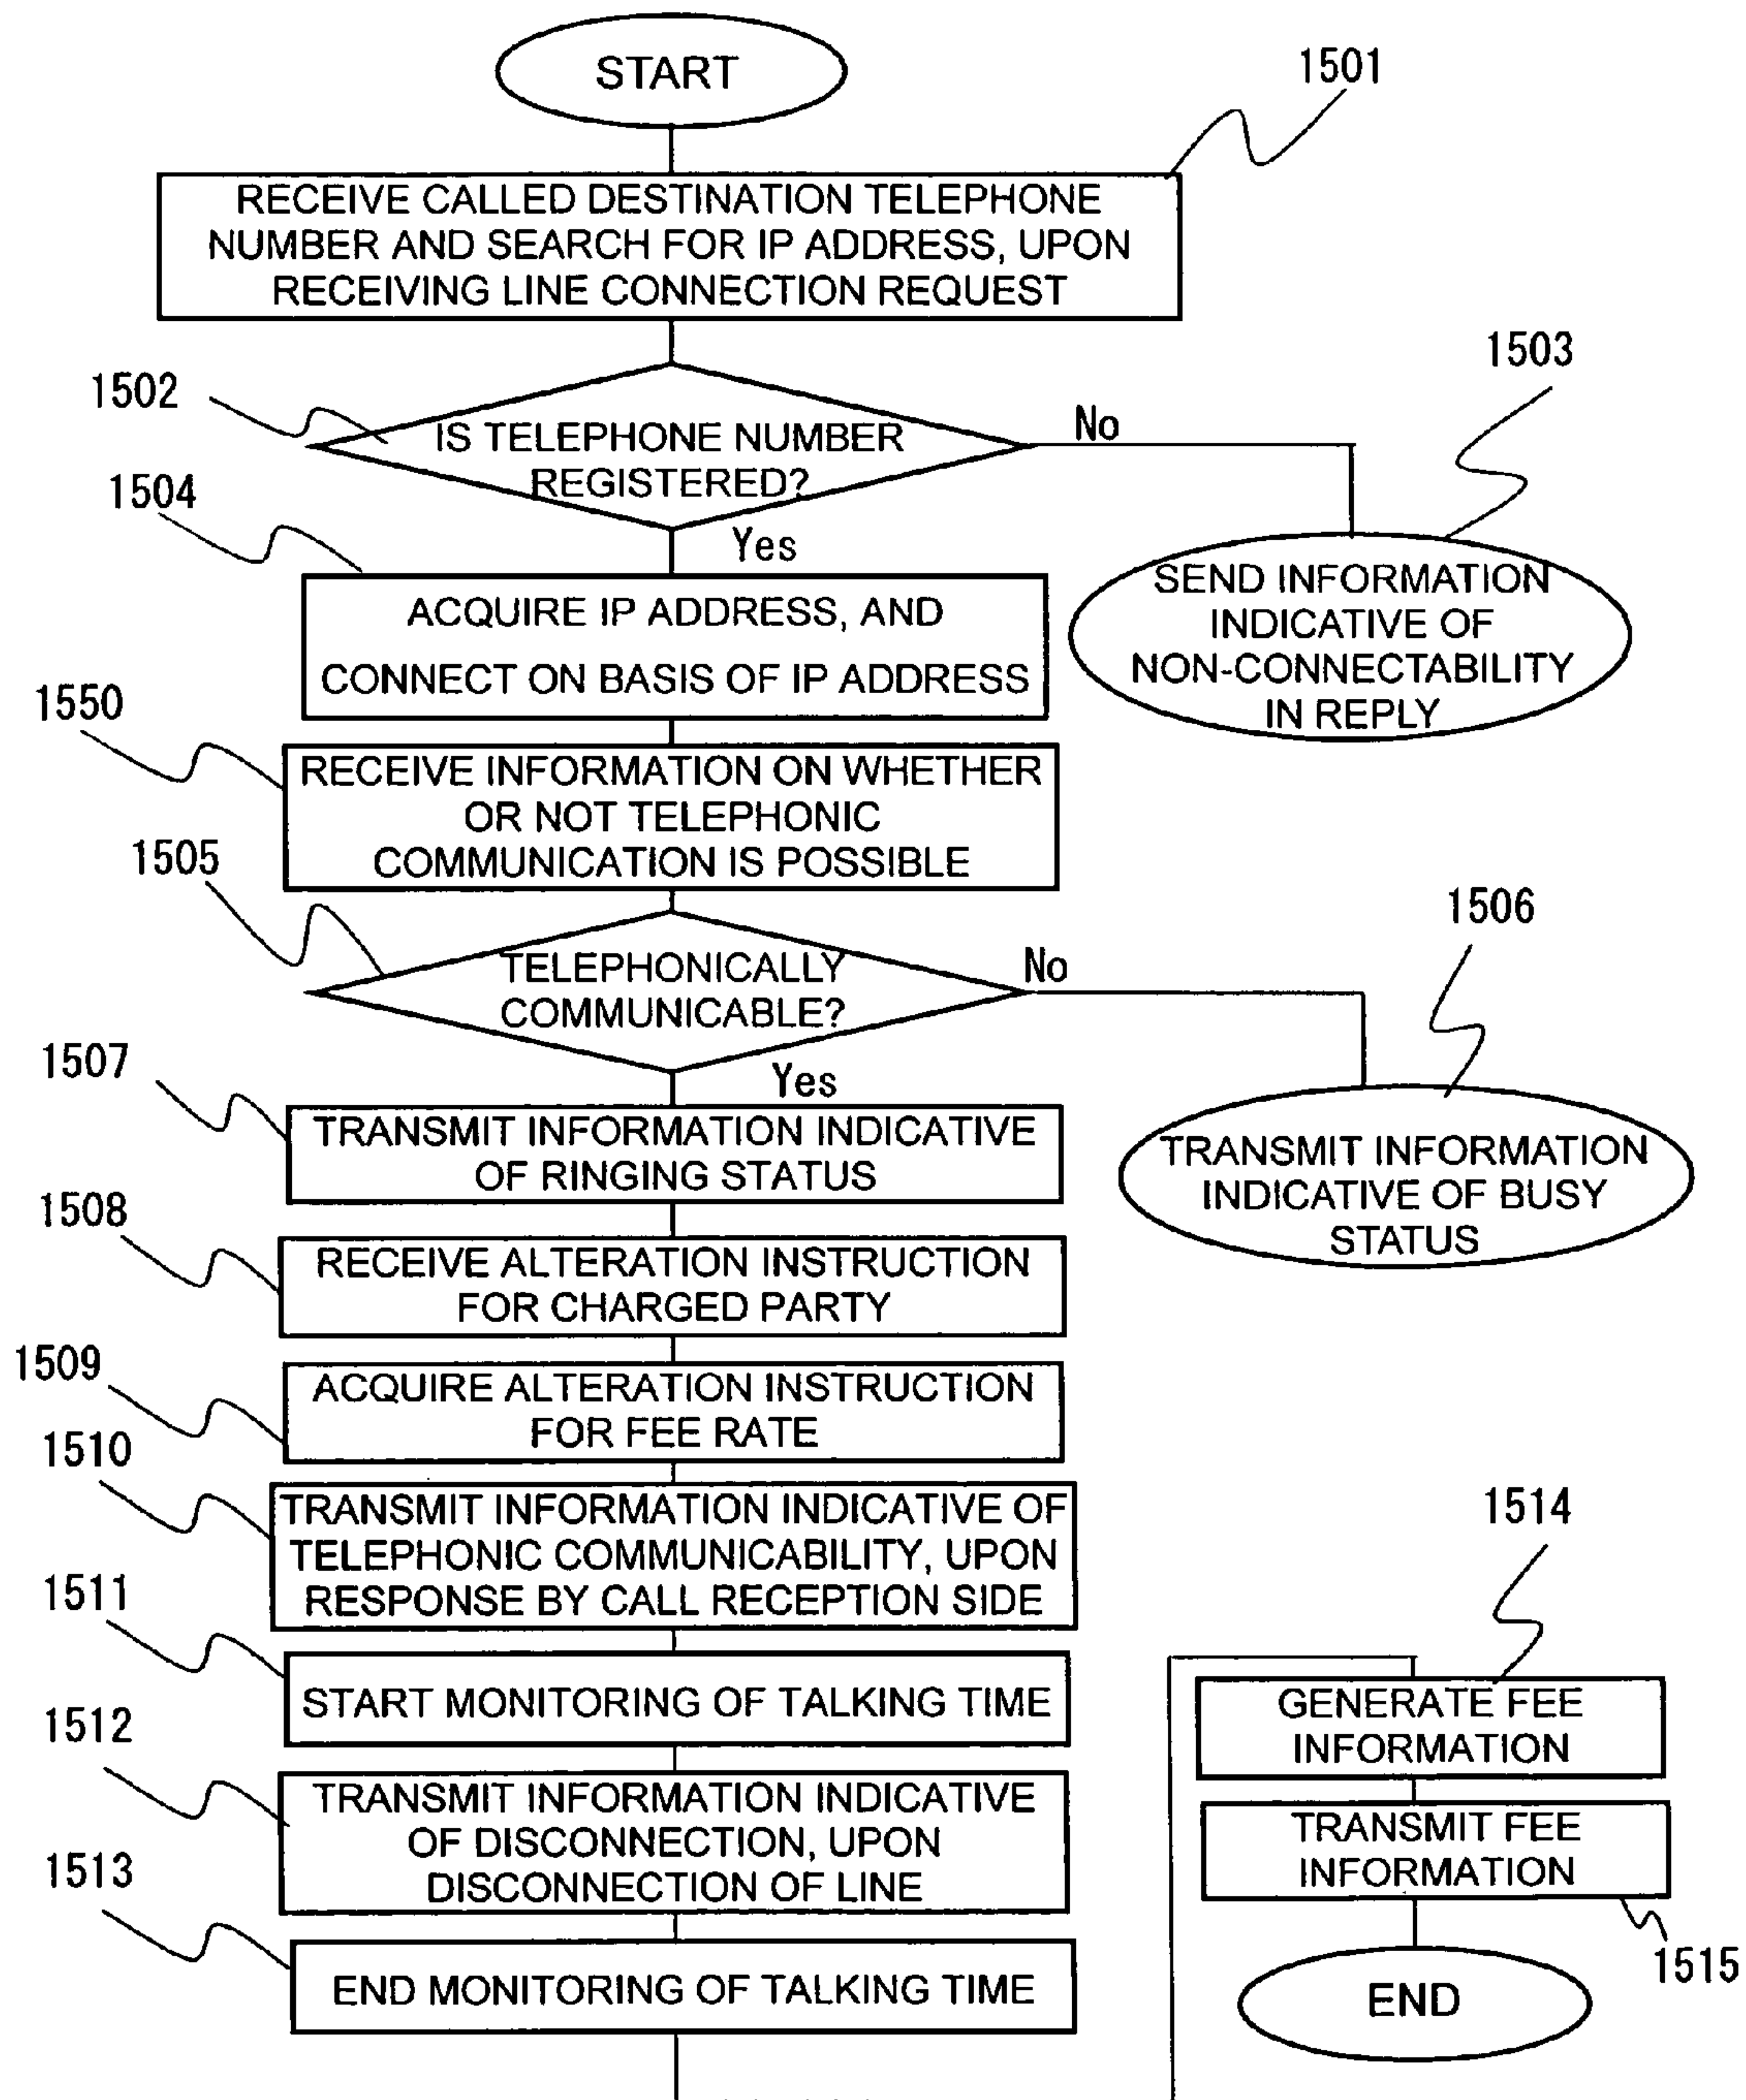 START
1501
RECEIVE CALLED DESTINATION TELEPHONE
NUMBER AND SEARCH FOR IP ADDRESS, UPON
RECEIVING LINE CONNECTION REQUEST
1502
IS TELEPHONE NUMBER
REGISTERED?
No
1503
SEND INFORMATION
INDICATIVE OF
NON-CONNECTABILITY
IN REPLY
Yes
1504
ACQUIRE IP ADDRESS, AND
CONNECT ON BASIS OF IP ADDRESS
1550
RECEIVE INFORMATION ON WHETHER
OR NOT TELEPHONIC
COMMUNICATION IS POSSIBLE
1505
TELEPHONICALLY
COMMUNICABLE?
No
1506
TRANSMIT INFORMATION
INDICATIVE OF BUSY
STATUS
Yes
1507
TRANSMIT INFORMATION INDICATIVE
OF RINGING STATUS
1508
RECEIVE ALTERATION INSTRUCTION
FOR CHARGED PARTY
1509
ACQUIRE ALTERATION INSTRUCTION
FOR FEE RATE
1510
TRANSMIT INFORMATION INDICATIVE OF
TELEPHONIC COMMUNICABILITY, UPON
RESPONSE BY CALL RECEPTION SIDE
1511
START MONITORING OF TALKING TIME
1512
TRANSMIT INFORMATION INDICATIVE
OF DISCONNECTION, UPON
DISCONNECTION OF LINE
1513
END MONITORING OF TALKING TIME
1514
GENERATE FEE
INFORMATION
TRANSMIT FEE
INFORMATION
1515
END